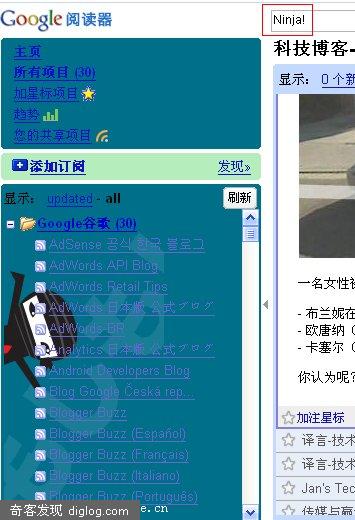 Google 阅读器
Ninja!
主页
所有项目 (30)
加星标项目
趋势
您的共享项目
添加订阅
发现»
显示: updated - all
刷新
Google谷歌 (30)
AdSense 공식 한국 블로그
AdWords API Blog
AdWords Retail Tips
AdWords 日本版 公式ブログ
AdWords-BR
Analytics 日本版 公式ブログ
Android Developers Blog
Blog Google Česká rep...
Blogger Buzz
Blogger Buzz (Español)
Blogger Buzz (Français)
Blogger Buzz (Italiano)
Blogger Buzz (Português)
奇客发现 diglog.com
e.cn
科技博客-
显示: 0 个新
一名女性被
- 布兰妮在
- 欧唐纳（
- 卡塞尔（
你认为呢?
加注星标
译言-技术
译言-技术
Jan's Tec
传媒与赢